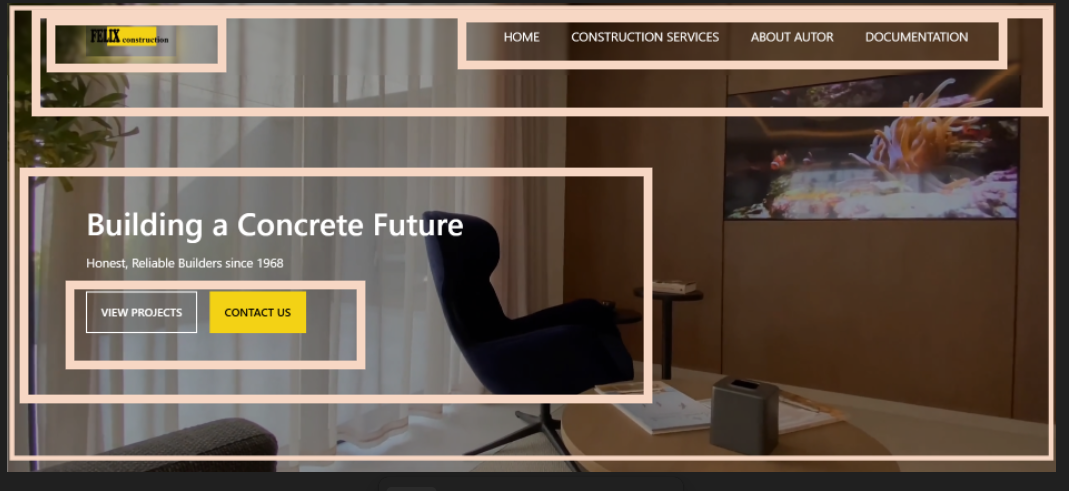 FELIX construction
HOME CONSTRUCTION SERVICES ABOUT AUTOR DOCUMENTATION
Building a Concrete Future
Honest, Reliable Builders since 1968
VIEW PROJECTS CONTACT US